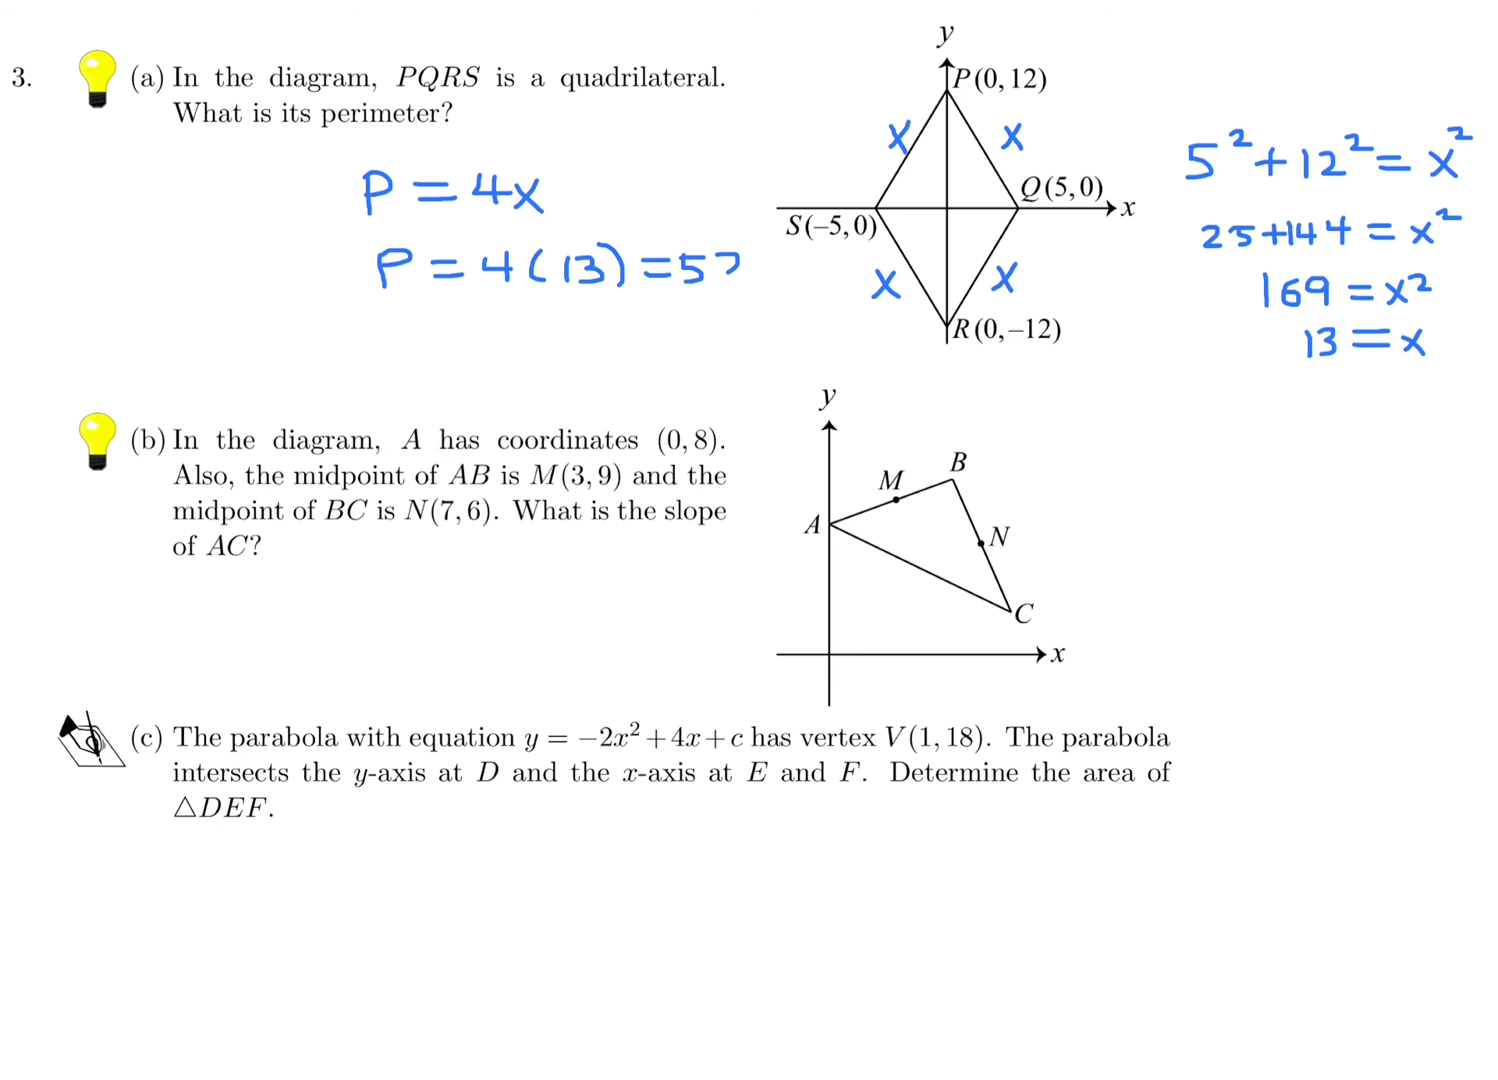 3.
(a) In the diagram, PQRS is a quadrilateral.
What is its perimeter?
P = 4x
P = 4(13) = 5
y
P(0, 12)
x
x
Q(5,0)
x
S(–5,0)
x
x
R(0,–12)
5² + 12² = x²
25 + 144 = x²
169 = x²
13 = x
(b) In the diagram, A has coordinates (0, 8).
Also, the midpoint of AB is M(3, 9) and the
midpoint of BC is N(7, 6). What is the slope
of AC?
y
B
M
A
N
C
x
(c) The parabola with equation y = −2x² + 4x + c has vertex V(1, 18). The parabola
intersects the y-axis at D and the x-axis at E and F. Determine the area of
△DEF.